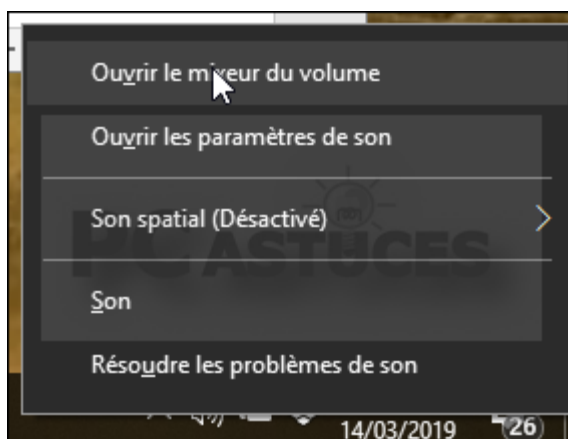 Ouvrir le mixeur du volume
Ouvrir les paramètres de son
Son spatial (Désactivé)
PC ASTUCES
Son
Résoudre les problèmes de son
14/03/2019
26